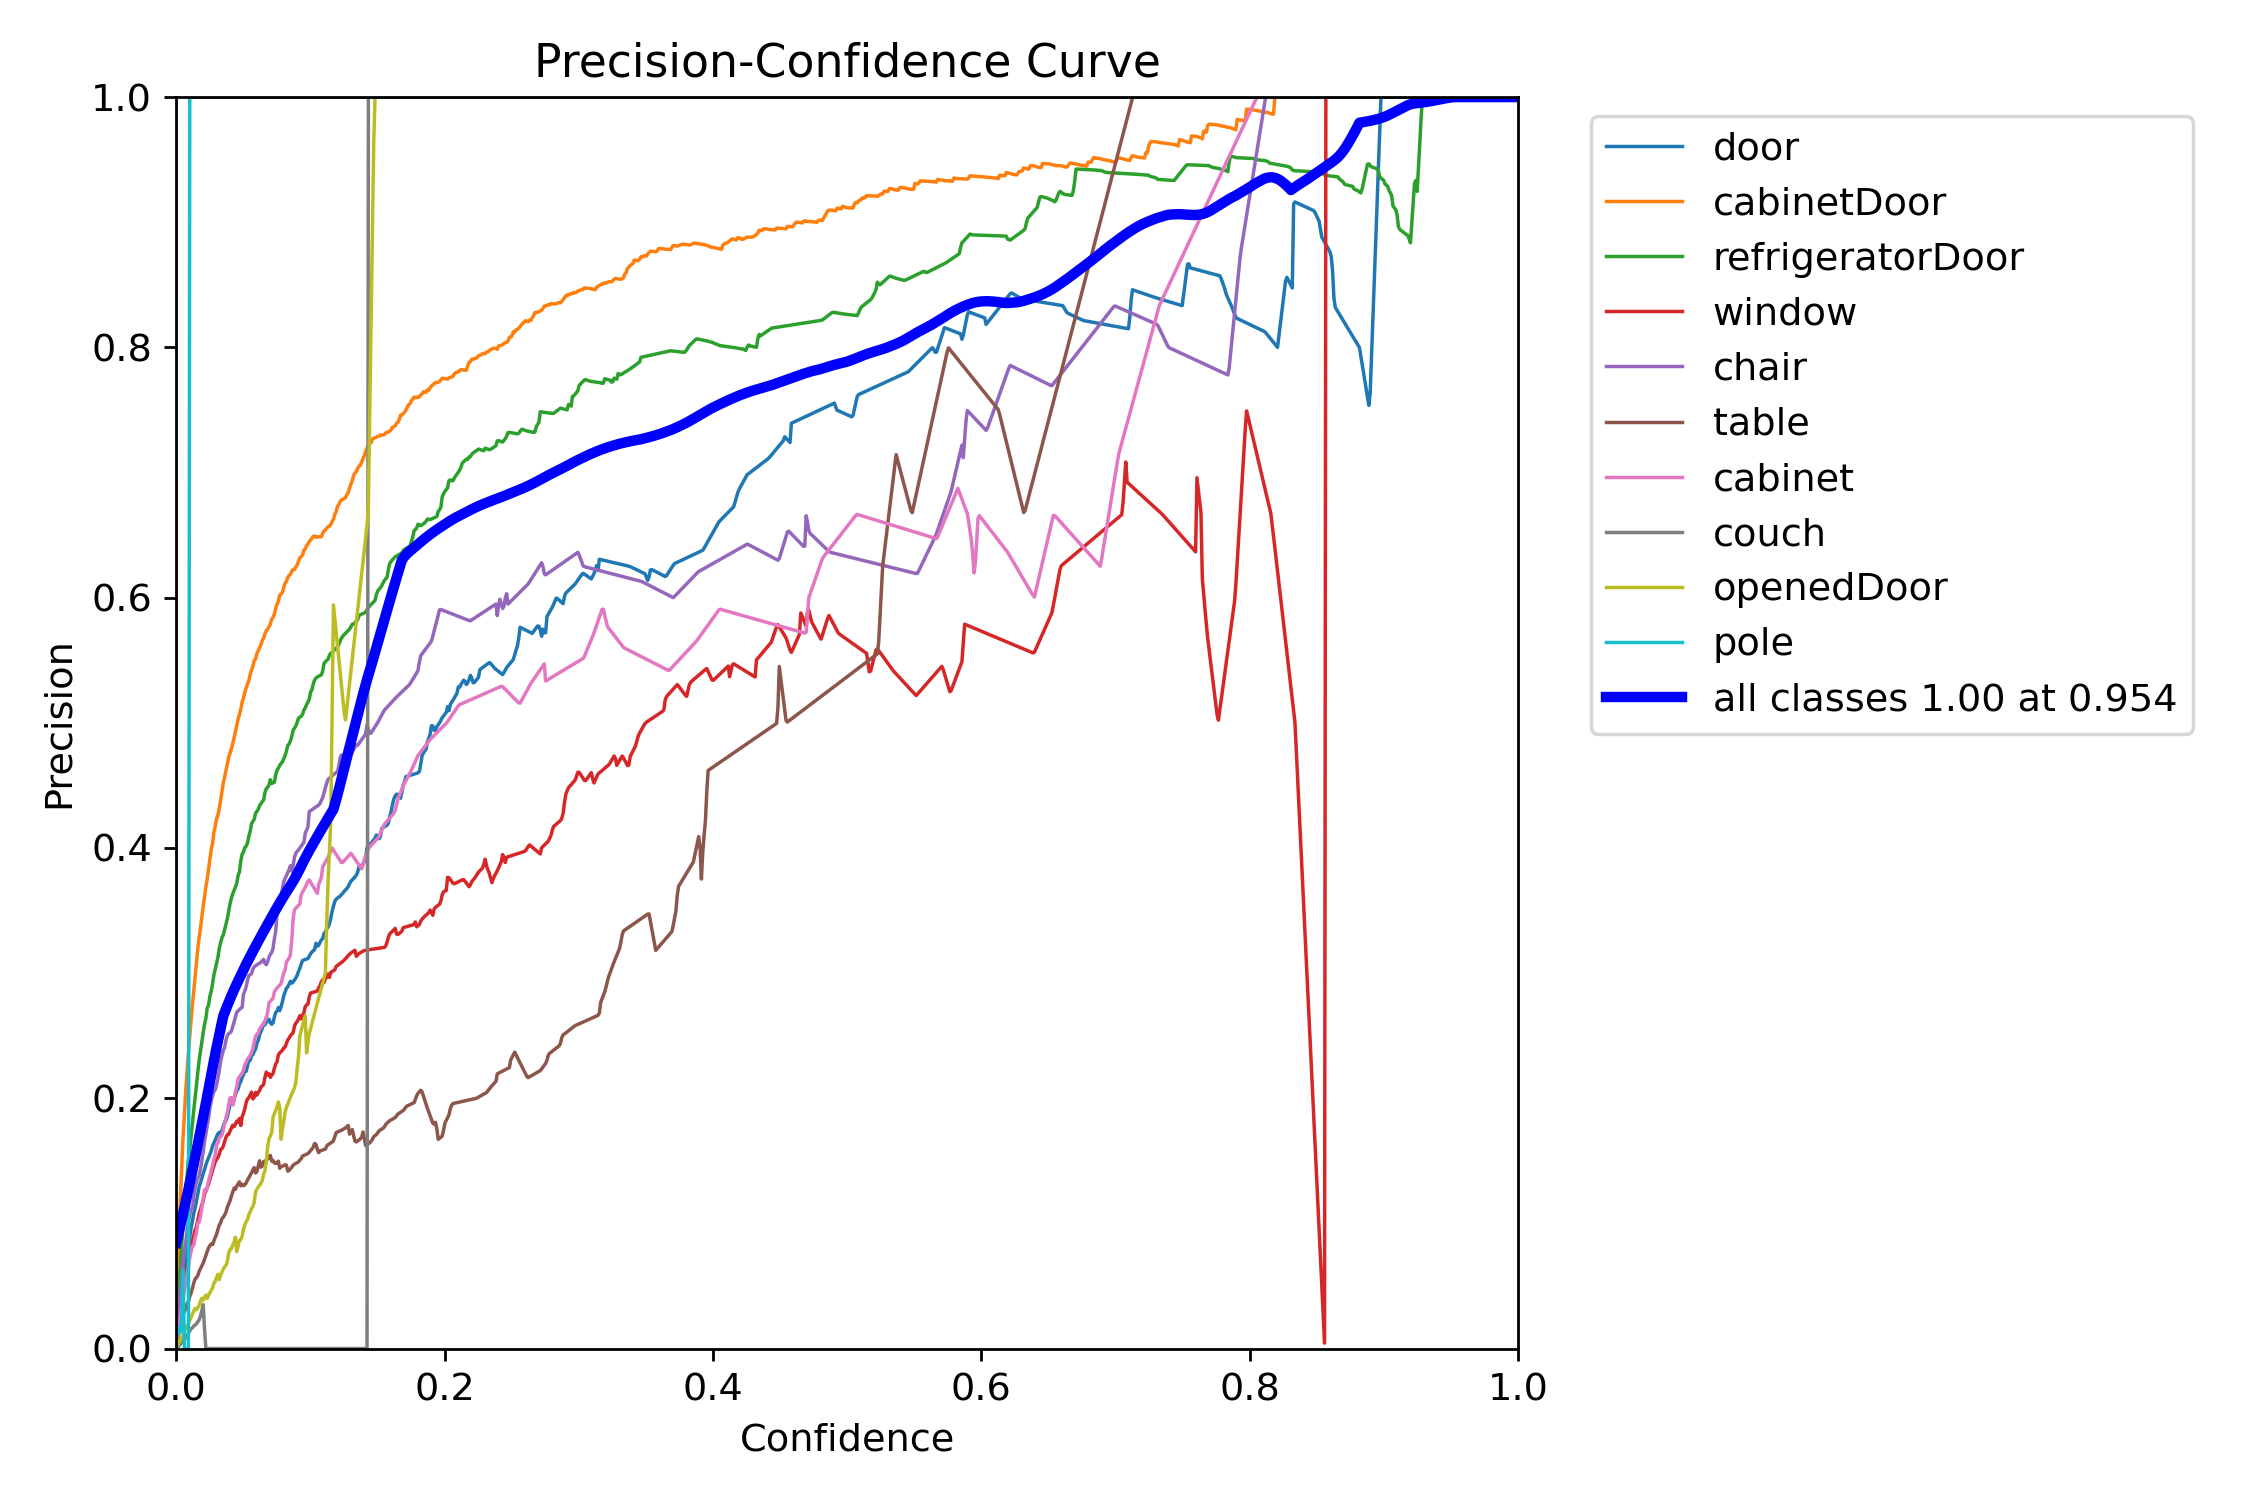 Precision-Confidence Curve
1.0
0.8
0.6
0.4
0.2
0.0
Precision
0.0 0.2 0.4 0.6 0.8 1.0
Confidence
door
cabinetDoor
refrigeratorDoor
window
chair
table
cabinet
couch
openedDoor
pole
all classes 1.00 at 0.954